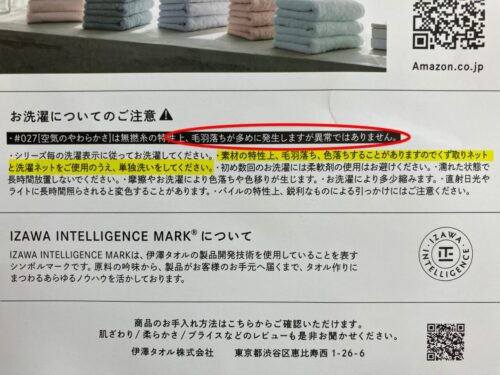 Amazon.co.jp
お洗濯についてのご注意
・#027[空気のやわらかさ]は無撚糸の特性上、毛羽落ちが多めに発生しますが異常ではありません。
・シリーズ毎の洗濯表示に従ってお洗濯してください。・素材の特性上、毛羽落ち、色落ちすることがありますのでくず取りネット
と洗濯ネットをご使用のうえ、単独洗いをしてください。・初め数回のお洗濯には柔軟剤の使用はお避けください。・濡れた状態で
長時間放置しないでください。・摩擦やお洗濯により色落ちや色移りが生じます。・お洗濯により多少縮みます。・直射日光や
ライトに長時間照られると変色することがあります。・パイルの特性上、鋭利なものによる引っかけにはご注意ください。
IZAWA INTELLIGENCE MARK®について
IZAWA INTELLIGENCE MARKは、伊澤タオルの製品開発技術を使用していることを表す
シンボルマークです。原料の吟味から、製品がお客様のお手元へ届くまで、タオル作りに
まつわるあらゆるノウハウを活かしております。
IZAWA
正
INTELLIGENCE
商品のお手入れ方法はこちらからご確認いただけます。
肌ざわり／柔らかさ／プライスなどのレビューも是非お聞かせください。
伊澤タオル株式会社 東京都渋谷区恵比寿西 1-26-6